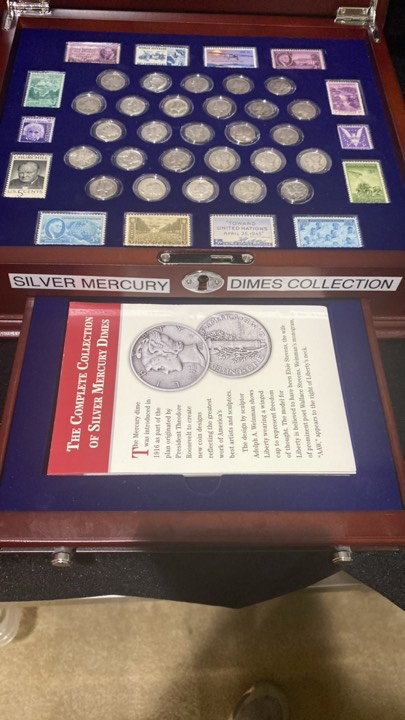 CHURCHILL
U.S. 5 CENTS
TOWARD
UNITED NATIONS
APRIL 25, 1945
SILVER MERCURY
DIMES COLLECTION
THE COMPLETE COLLECTION
OF SILVER MERCURY DIMES
The Mercury dime
was introduced in
1916 as part of the
plan originated by
President Theodore
Roosevelt to create
new coin designs
reflecting the greatest
work of America's
best artists and sculptors.
The design by sculptor
Adolph A. Weinman shows
Liberty wearing a winged
cap to represent freedom
of thought. The model for
Liberty is believed to have been Elsie Stevens, the wife
of prominent poet Wallace Stevens. Weinman's monogram,
"AAW," appears to the right of Liberty's neck.